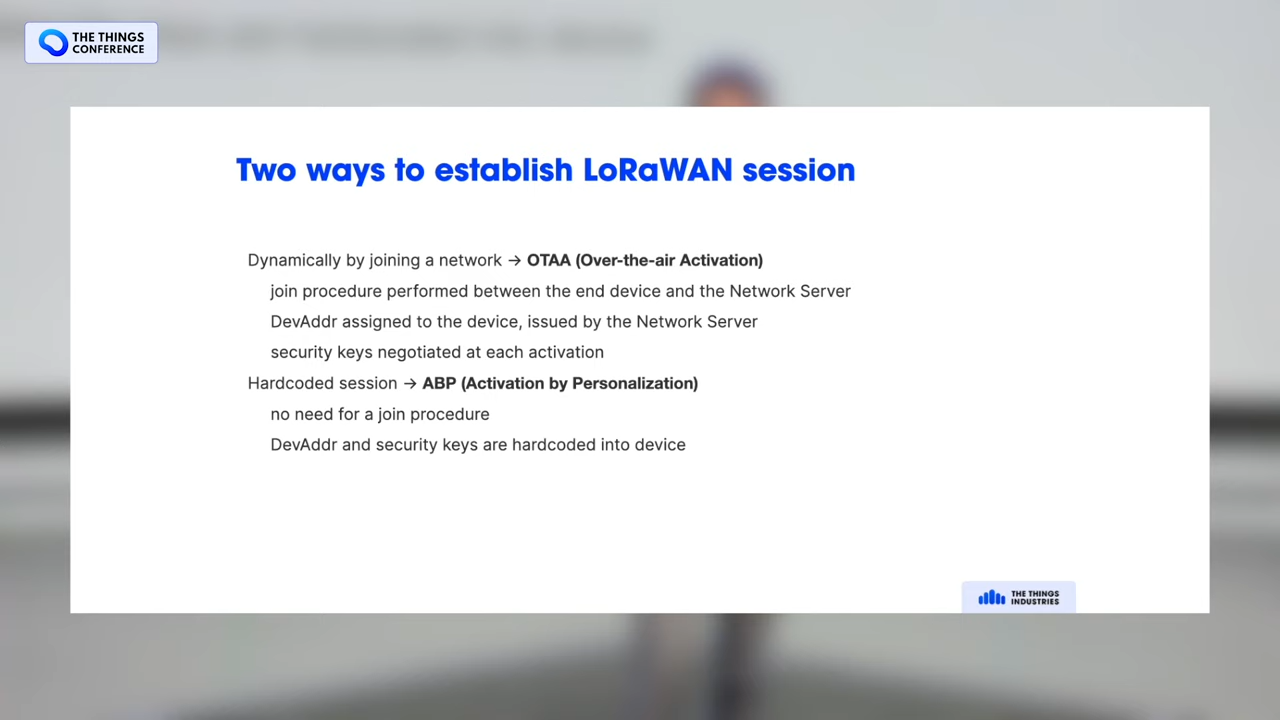 THE THINGS
CONFERENCE
Two ways to establish LoRaWAN session
Dynamically by joining a network → OTAA (Over-the-air Activation)
join procedure performed between the end device and the Network Server
DevAddr assigned to the device, issued by the Network Server
security keys negotiated at each activation
Hardcoded session → ABP (Activation by Personalization)
no need for a join procedure
DevAddr and security keys are hardcoded into device
THE THINGS
INDUSTRIES